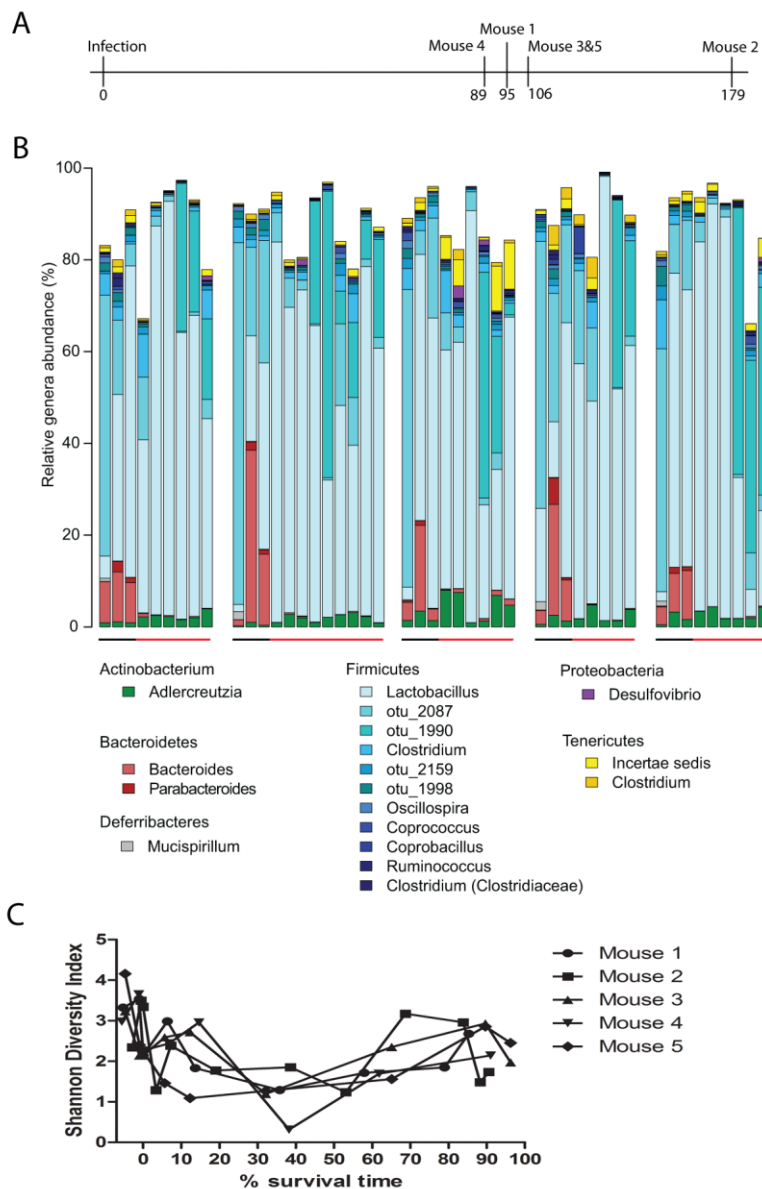 A
Infection
Mouse 4
Mouse 1
Mouse 3&5
Mouse 2
0
89
95
106
179
B
Relative genera abundance (%)
100
80
60
40
20
0
Actinobacterium
Adlercreutzia
Bacteroidetes
Bacteroides
Parabacteroides
Deferribacteres
Mucispirillum
Firmicutes
Lactobacillus
otu_2087
otu_1990
Clostridium
otu_2159
otu_1998
Oscillospira
Coprococcus
Coprobacillus
Ruminococcus
Clostridium (Clostridiaceae)
Proteobacteria
Desulfovibrio
Tenericutes
Incertae sedis
Clostridium
C
Shannon Diversity Index
5
4
3
2
1
0
0 10 20 30 40 50 60 70 80 90 100
% survival time
Mouse 1
Mouse 2
Mouse 3
Mouse 4
Mouse 5